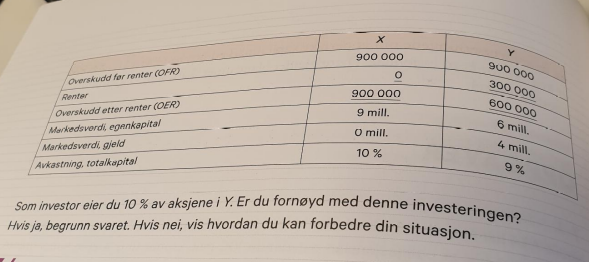 X Y
Overskudd før renter (OFR) 900 000 900 000
Renter 0 300 000
Overskudd etter renter (OER) 900 000 600 000
Markedsverdi, egenkapital 9 mill. 6 mill.
Markedsverdi, gjeld 0 mill. 4 mill.
Avkastning, totalkapital 10 % 9 %
Som investor eier du 10 % av aksjene i Y. Er du fornøyd med denne investeringen?
Hvis ja, begrunn svaret. Hvis nei, vis hvordan du kan forbedre din situasjon.